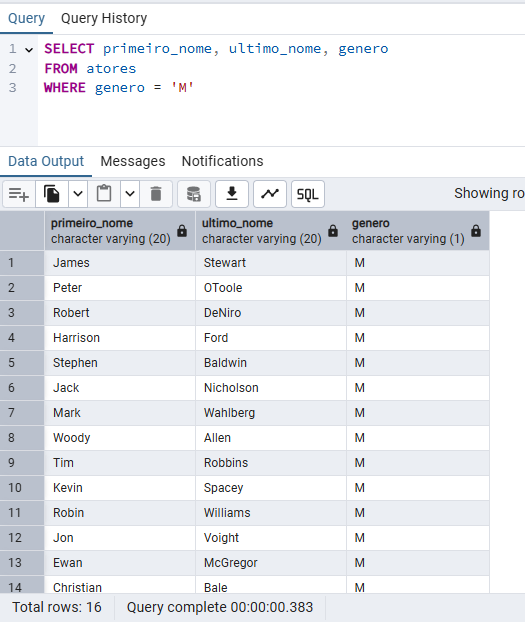 Query Query History
1 SELECT primeiro_nome, ultimo_nome, genero
2 FROM atores
3 WHERE genero = 'M'
Data Output Messages Notifications
SQL Showing ro
primeiro_nome ultimo_nome genero
character varying (20) character varying (20) character varying (1)
1 James Stewart M
2 Peter OToole M
3 Robert DeNiro M
4 Harrison Ford M
5 Stephen Baldwin M
6 Jack Nicholson M
7 Mark Wahlberg M
8 Woody Allen M
9 Tim Robbins M
10 Kevin Spacey M
11 Robin Williams M
12 Jon Voight M
13 Ewan McGregor M
14 Christian Bale M
Total rows: 16 Query complete 00:00:00.383